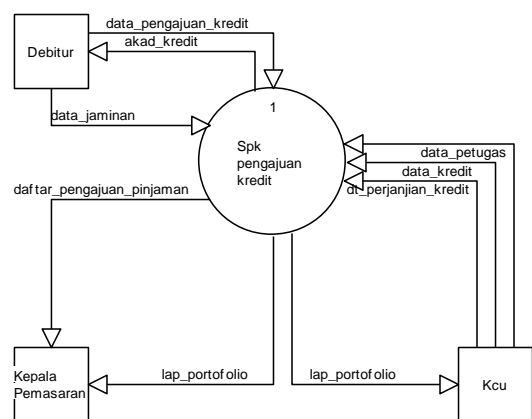 data_pengajuan_kredit
akad_kredit
Debitur
1
data_jaminan
Spk
pengajuan
kredit
data_petugas
data_kredit
dt_perjanjian_kredit
daftar_pengajuan_pinjaman
lap_portofolio
lap_portofolio
Kepala
Pemasaran
Kcu